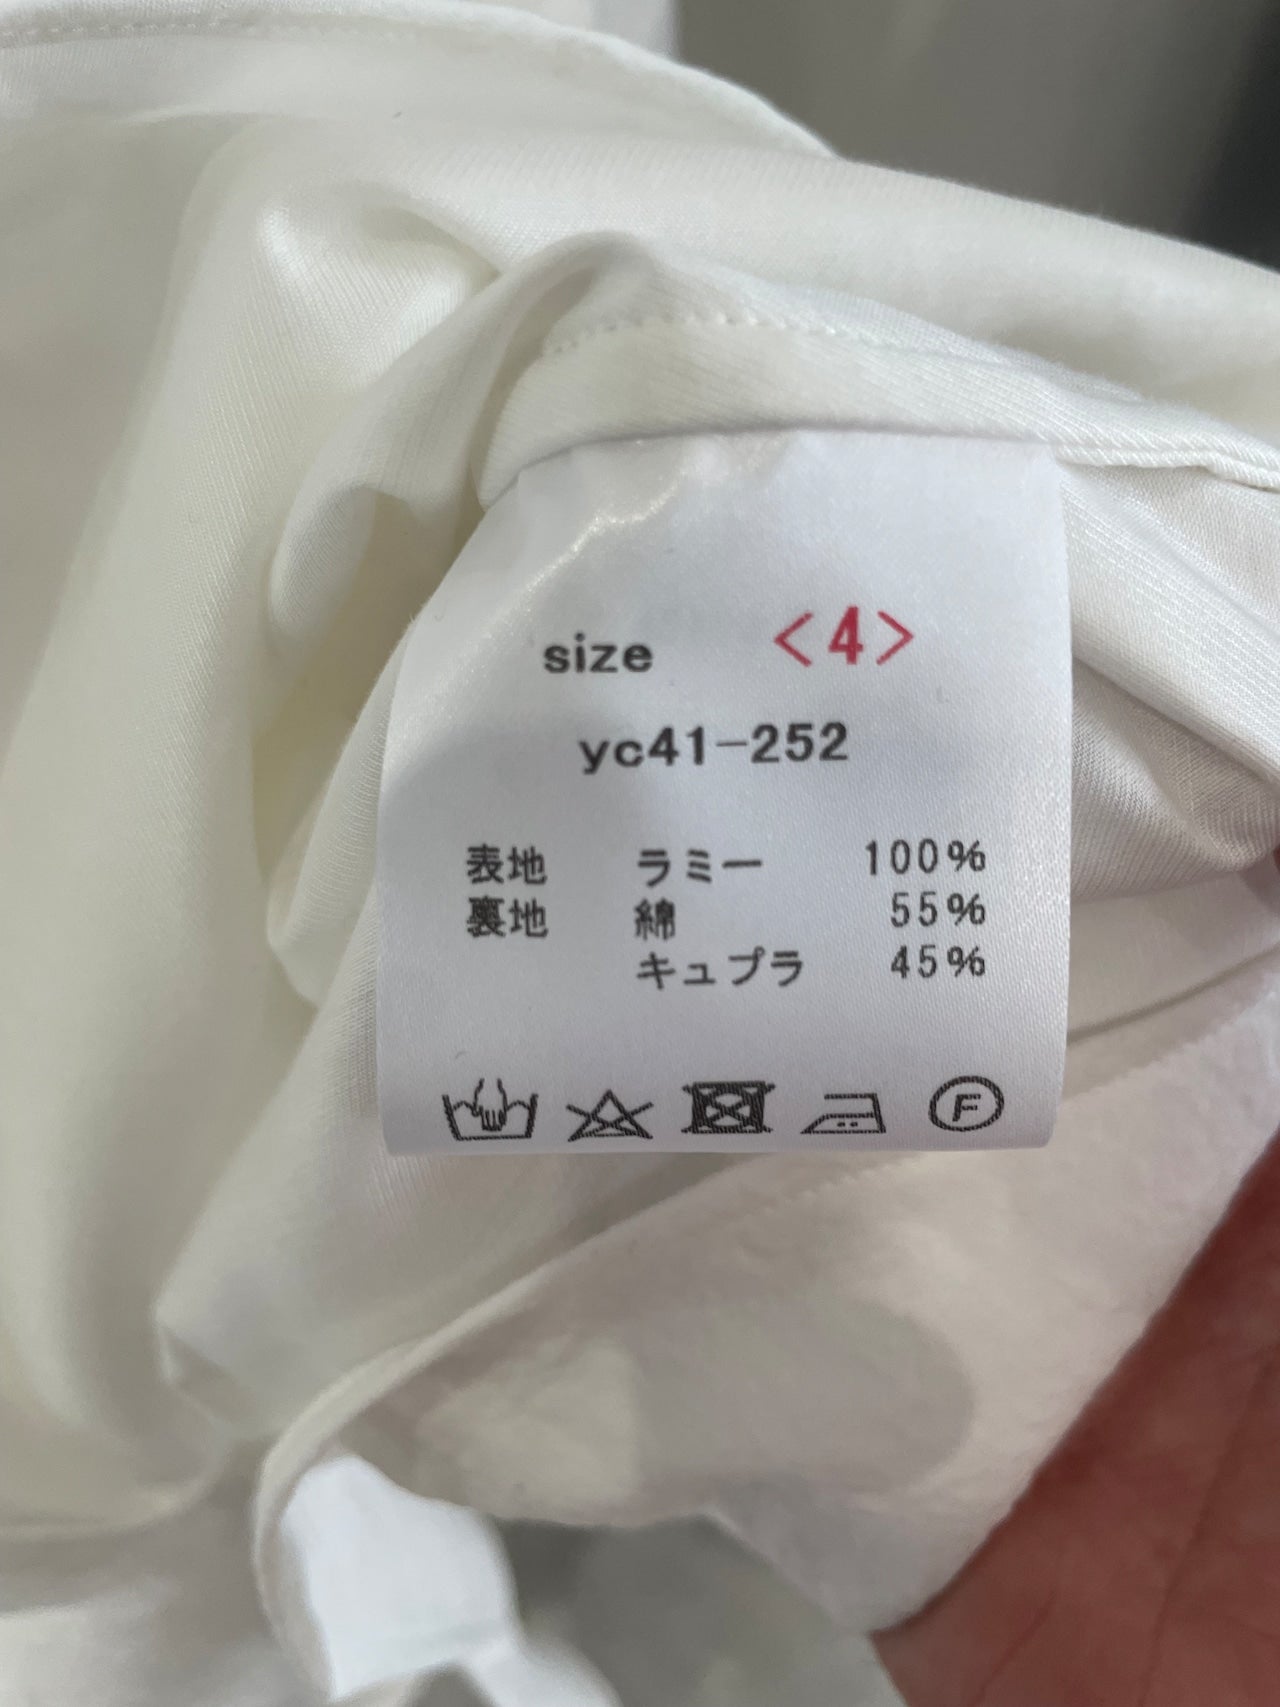 size <4>
yc41-252
表地 ラミー 100%
裏地 綿 55%
キュプラ 45%
F